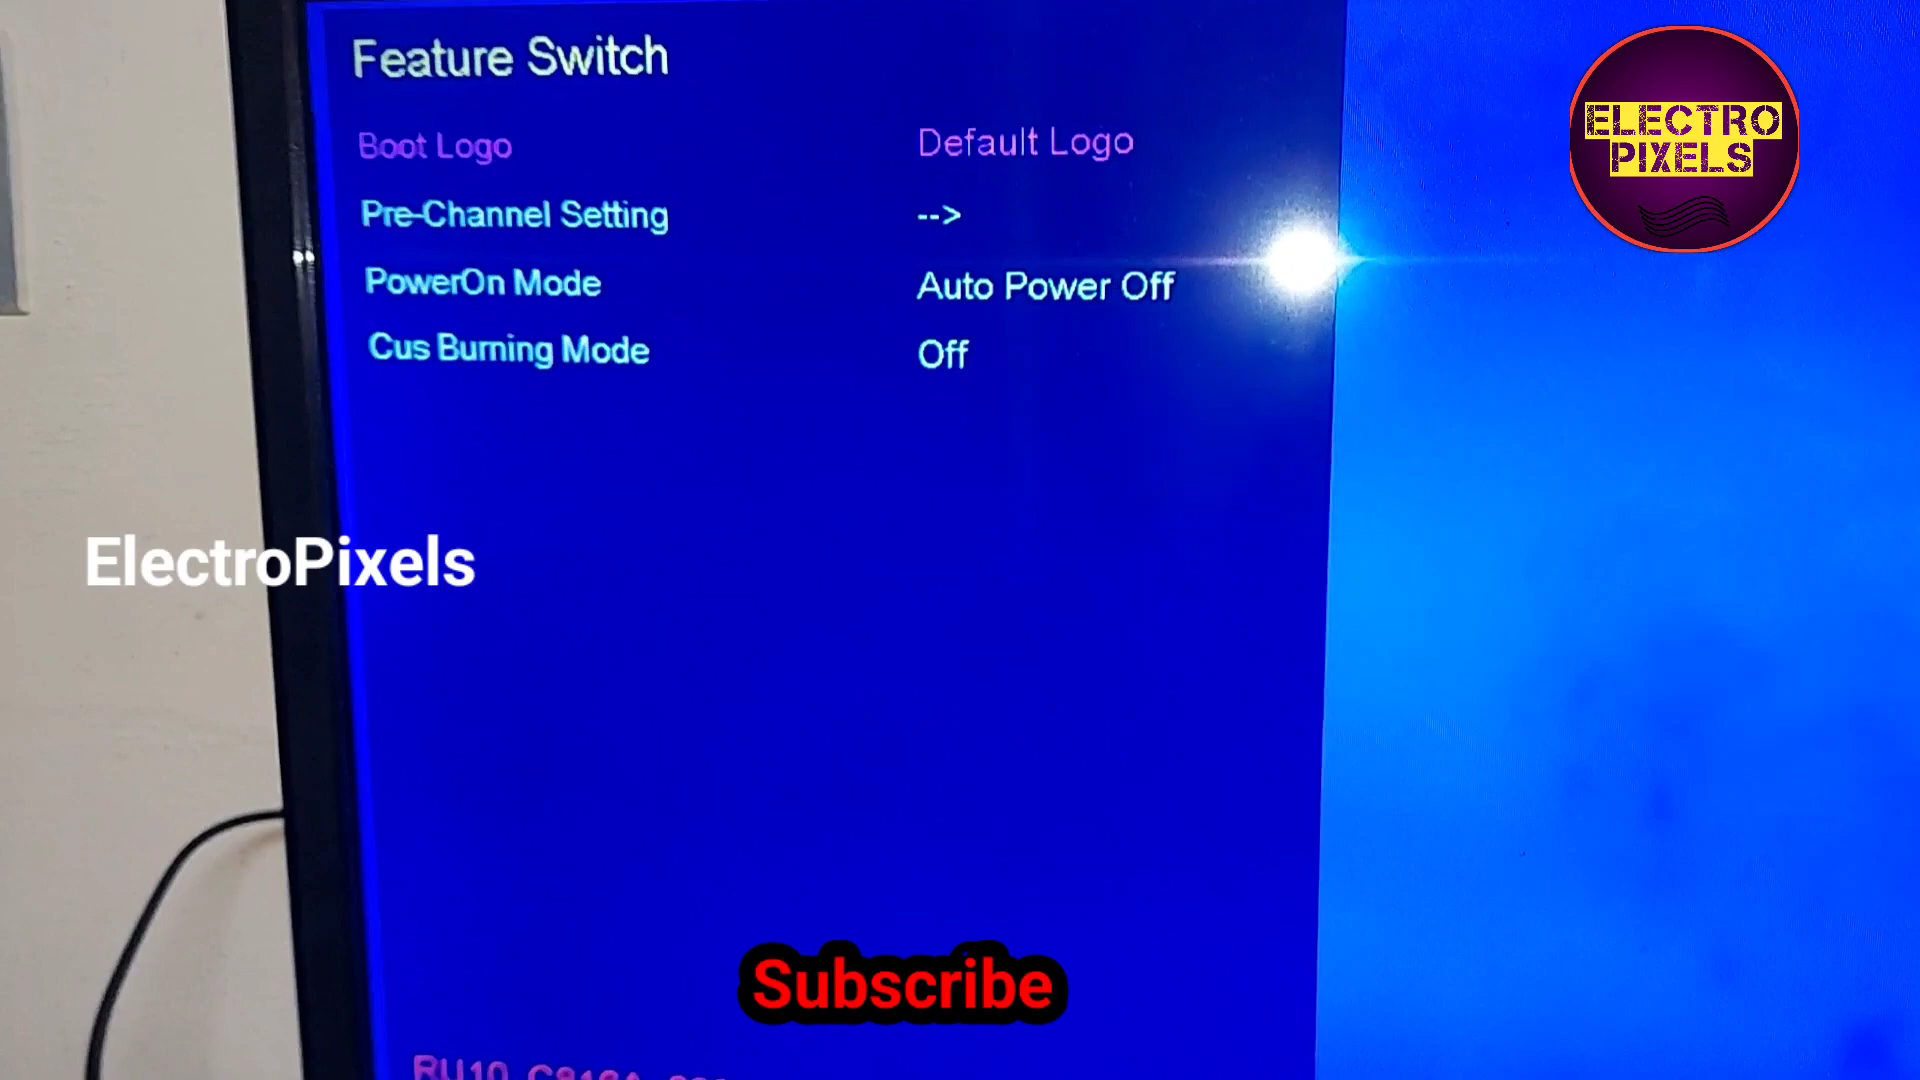 Feature Switch
Boot Logo Default Logo
Pre-Channel Setting -->
PowerOn Mode Auto Power Off
Cus Burning Mode Off
ELECTRO
PIXELS
ElectroPixels
Subscribe
RU10